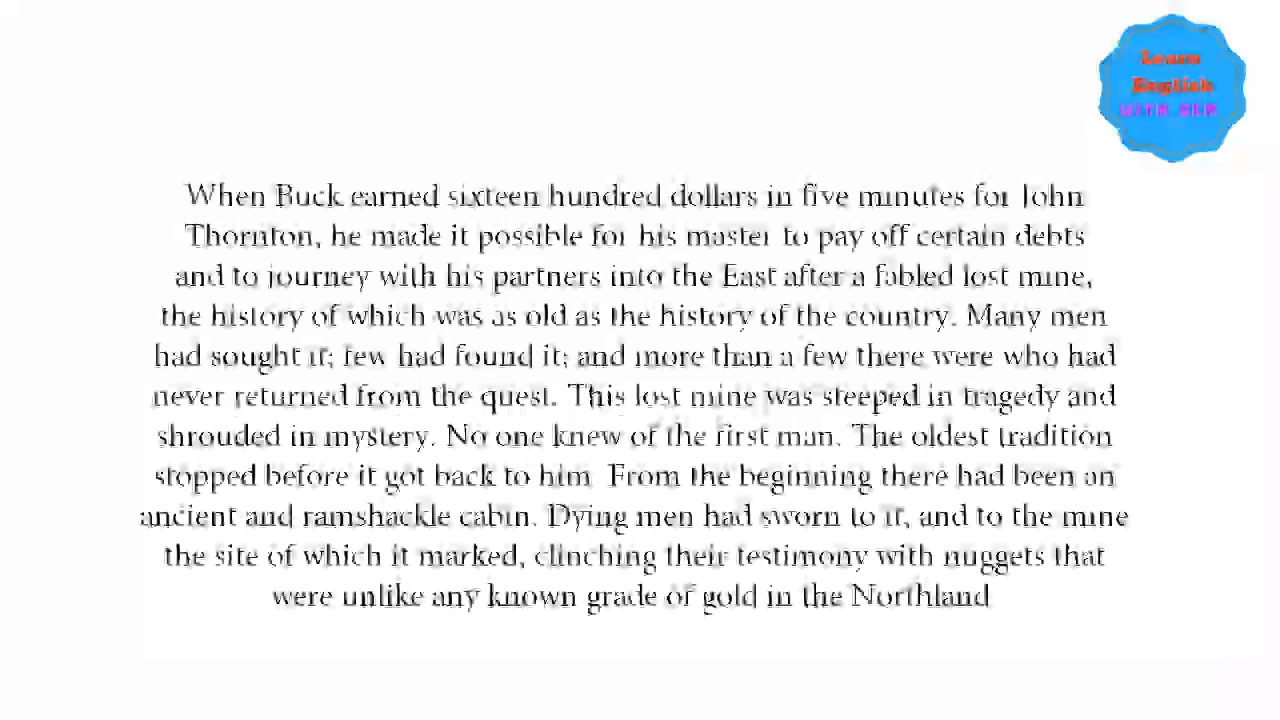 Learn
English
WITH GEM
When Buck earned sixteen hundred dollars in five minutes for John
Thornton, he made it possible for his master to pay off certain debts
and to journey with his partners into the East after a fabled lost mine,
the history of which was as old as the history of the country. Many men
had sought it; few had found it; and more than a few there were who had
never returned from the quest. This lost mine was steeped in tragedy and
shrouded in mystery. No one knew of the first man. The oldest tradition
stopped before it got back to him. From the beginning there had been an
ancient and ramshackle cabin. Dying men had sworn to it, and to the mine
the site of which it marked, clinching their testimony with nuggets that
were unlike any known grade of gold in the Northland